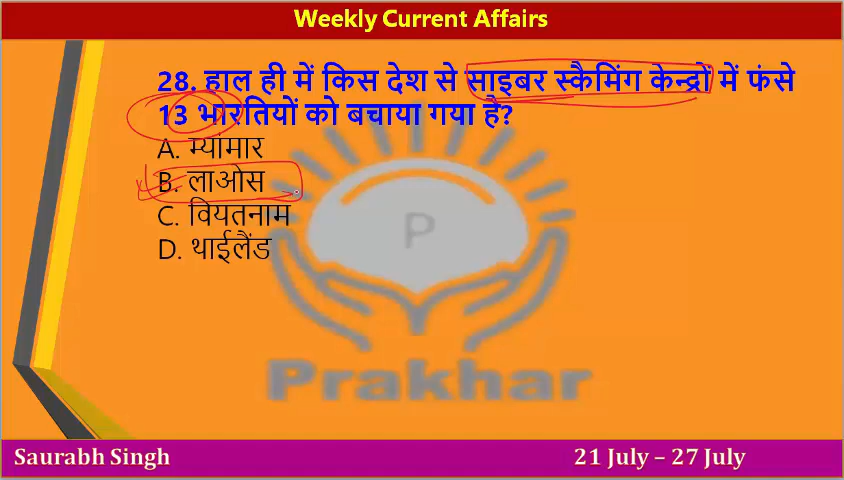 Weekly Current Affairs
28. हाल ही में किस देश से साइबर स्कैमिंग केन्द्रों में फंसे
13 भारतियों को बचाया गया है?
A. म्यांमार
B. लाओस
C. वियतनाम
D. थाईलैंड
P
Prakhar
Saurabh Singh
21 July – 27 July